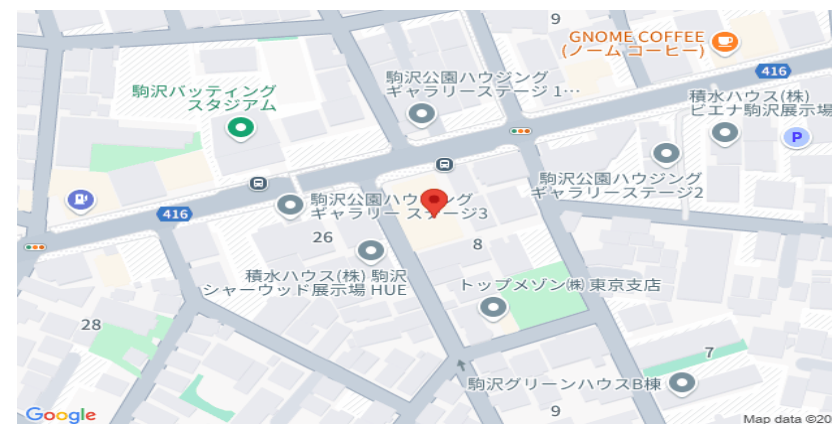 9
GNOME COFFEE
(ノーム コーヒー)
416
駒沢公園ハウジング
ギャラリーステージ 1…
駒沢バッティング
スタジアム
積水ハウス(株)
ビエナ駒沢展示場
P
駒沢公園ハウジング
ギャラリーステージ2
駒沢公園ハウジング
ギャラリー ステージ3
416
26
8
積水ハウス(株) 駒沢
シャーウッド展示場 HUE
トップメゾン㈱ 東京支店
28
7
駒沢グリーンハウスB棟
9
Google
Map data ©20